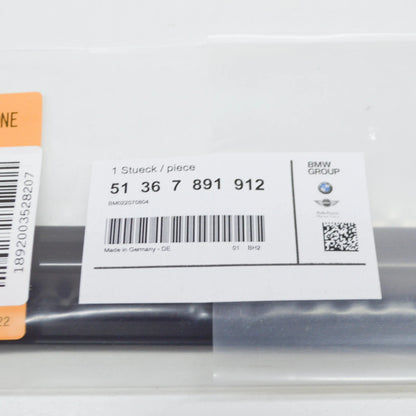 NE
1892003528207
22
1 Stueck / piece
51 36 7 891 912
BM022070804
Made in Germany - DE 01 BH2
BMW
GROUP